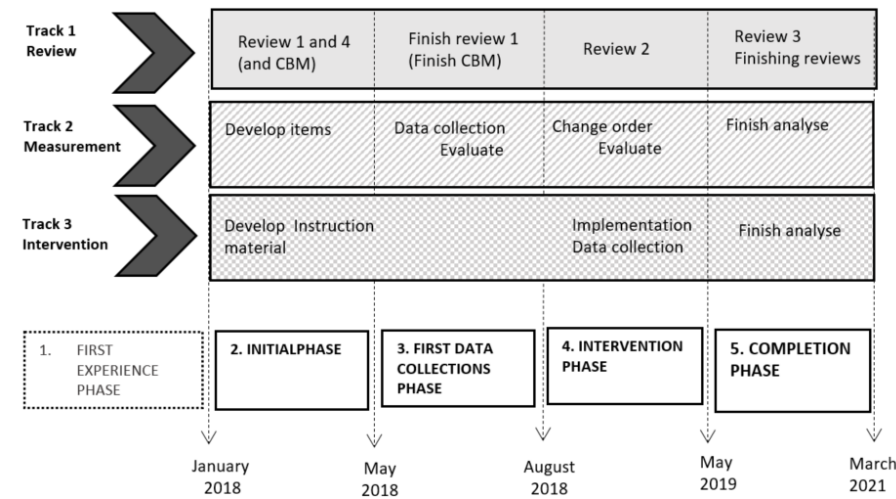 Track 1
Review
Review 1 and 4
(and CBM)
Finish review 1
(Finish CBM)
Review 2
Review 3
Finishing reviews
Track 2
Measurement
Develop items
Data collection
Evaluate
Change order
Evaluate
Finish analyse
Track 3
Intervention
Develop Instruction
material
Implementation
Data collection
Finish analyse
1. FIRST
EXPERIENCE
PHASE
2. INITIALPHASE
3. FIRST DATA
COLLECTIONS
PHASE
4. INTERVENTION
PHASE
5. COMPLETION
PHASE
January
2018
May
2018
August
2018
May
2019
March
2021